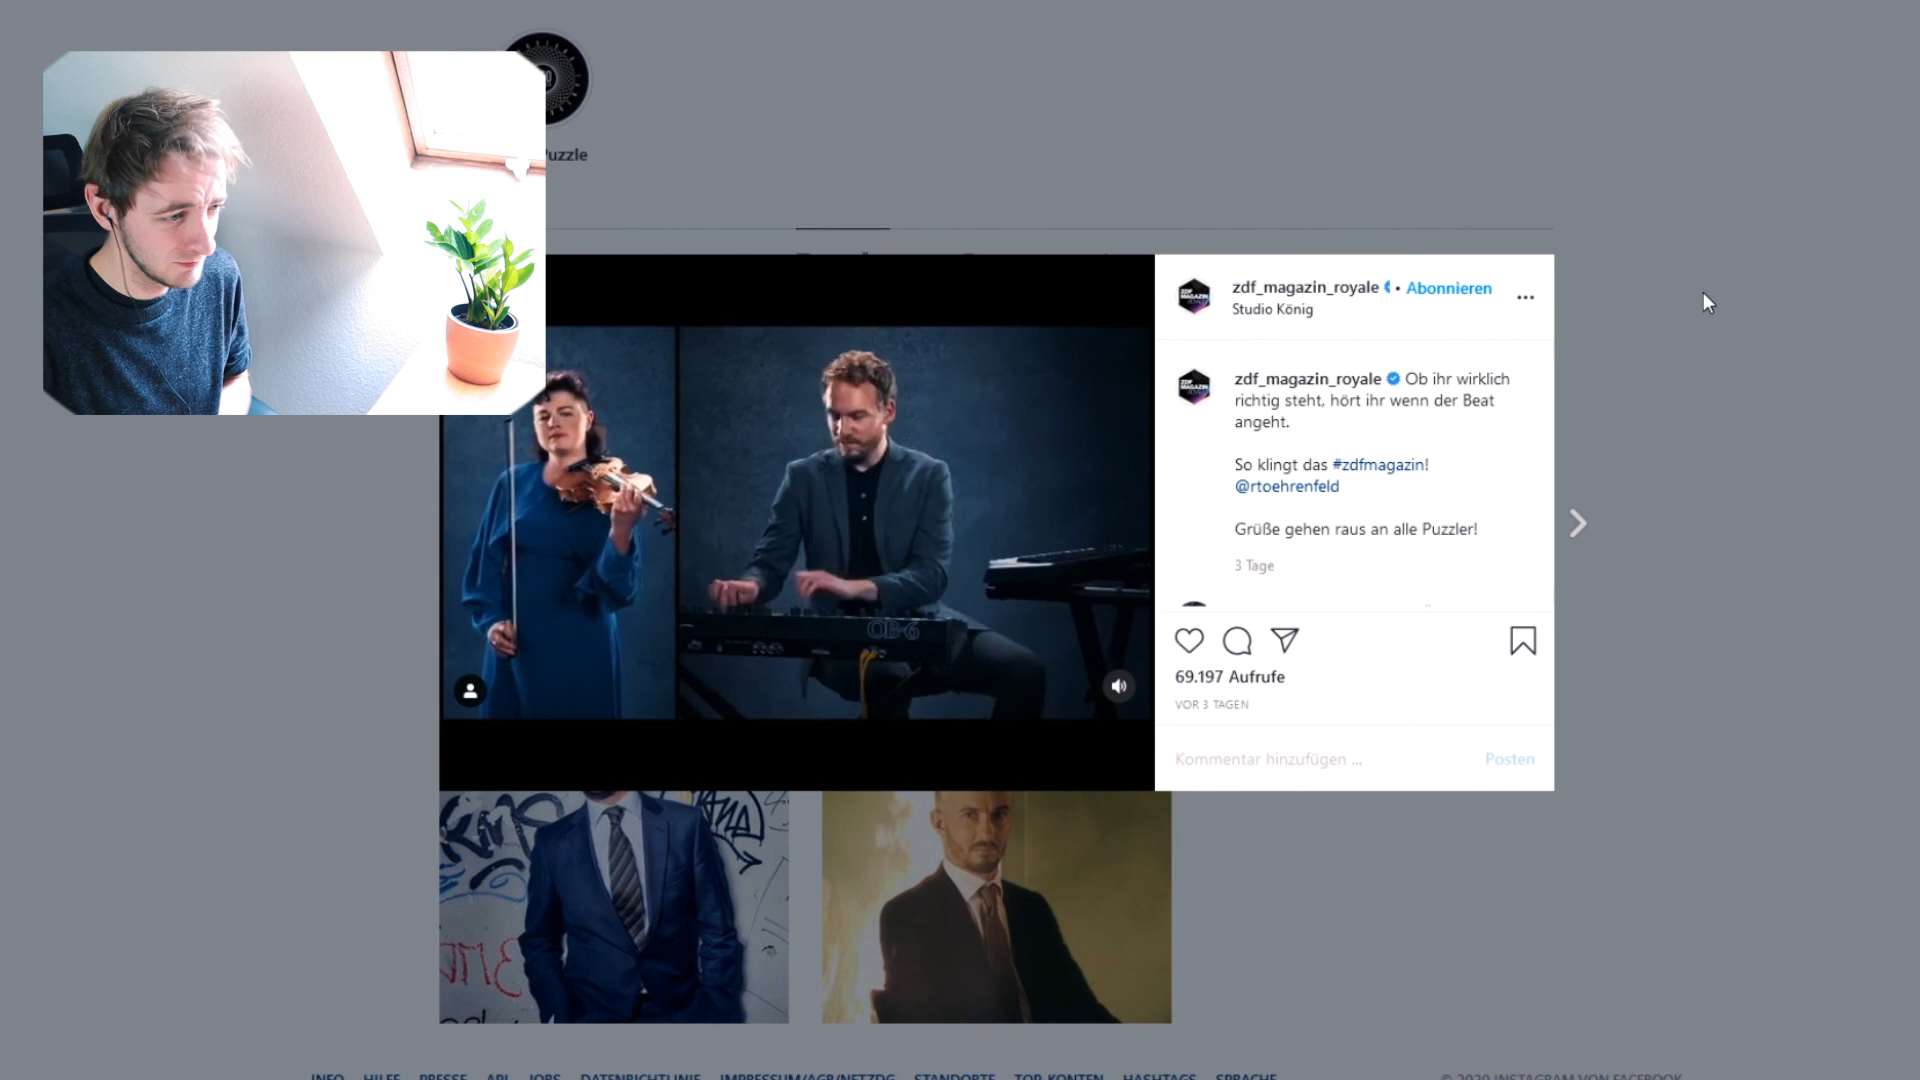 zdf_magazin_royale • Abonnieren
Studio König
zdf_magazin_royale Ob ihr wirklich
richtig steht, hört ihr wenn der Beat
angeht.
So klingt das #zdfmagazin!
@rtoehrenfeld
Grüße gehen raus an alle Puzzler!
3 Tage
69.197 Aufrufe
VOR 3 TAGEN
Kommentar hinzufügen ...
Posten
OB-6
INFO HILFE PRESSE API JOBS DATENRICHTLINIE IMPRESSUM/AGB/NETZDG STANDORTE TOP-KONTEN HASHTAGS SPRACHE
© 2020 INSTAGRAM VON FACEBOOK